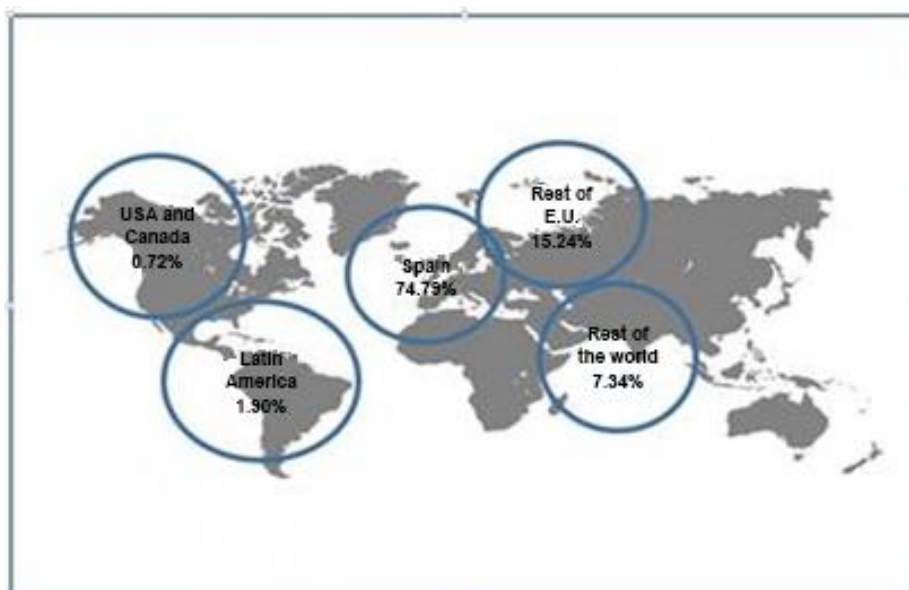 USA and
Canada
0.72%
Latin
America
1.90%
Spain
74.79%
Rest of
E.U.
15.24%
Rest of
the world
7.34%